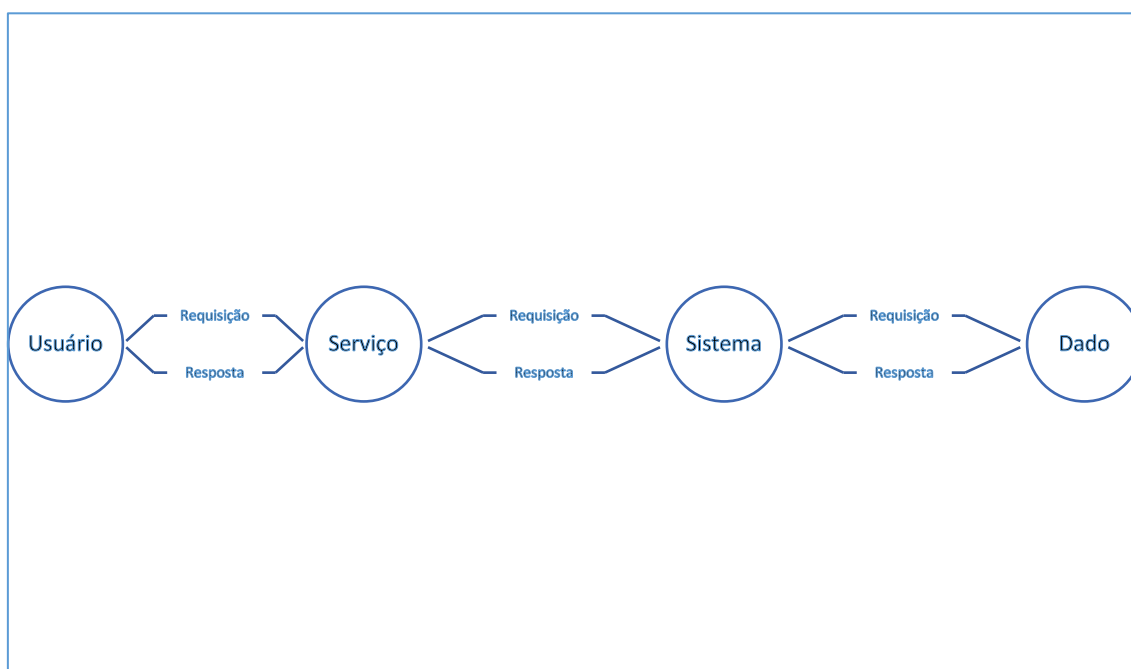 Requisição
Requisição
Requisição
Usuário
Serviço
Sistema
Dado
Resposta
Resposta
Resposta